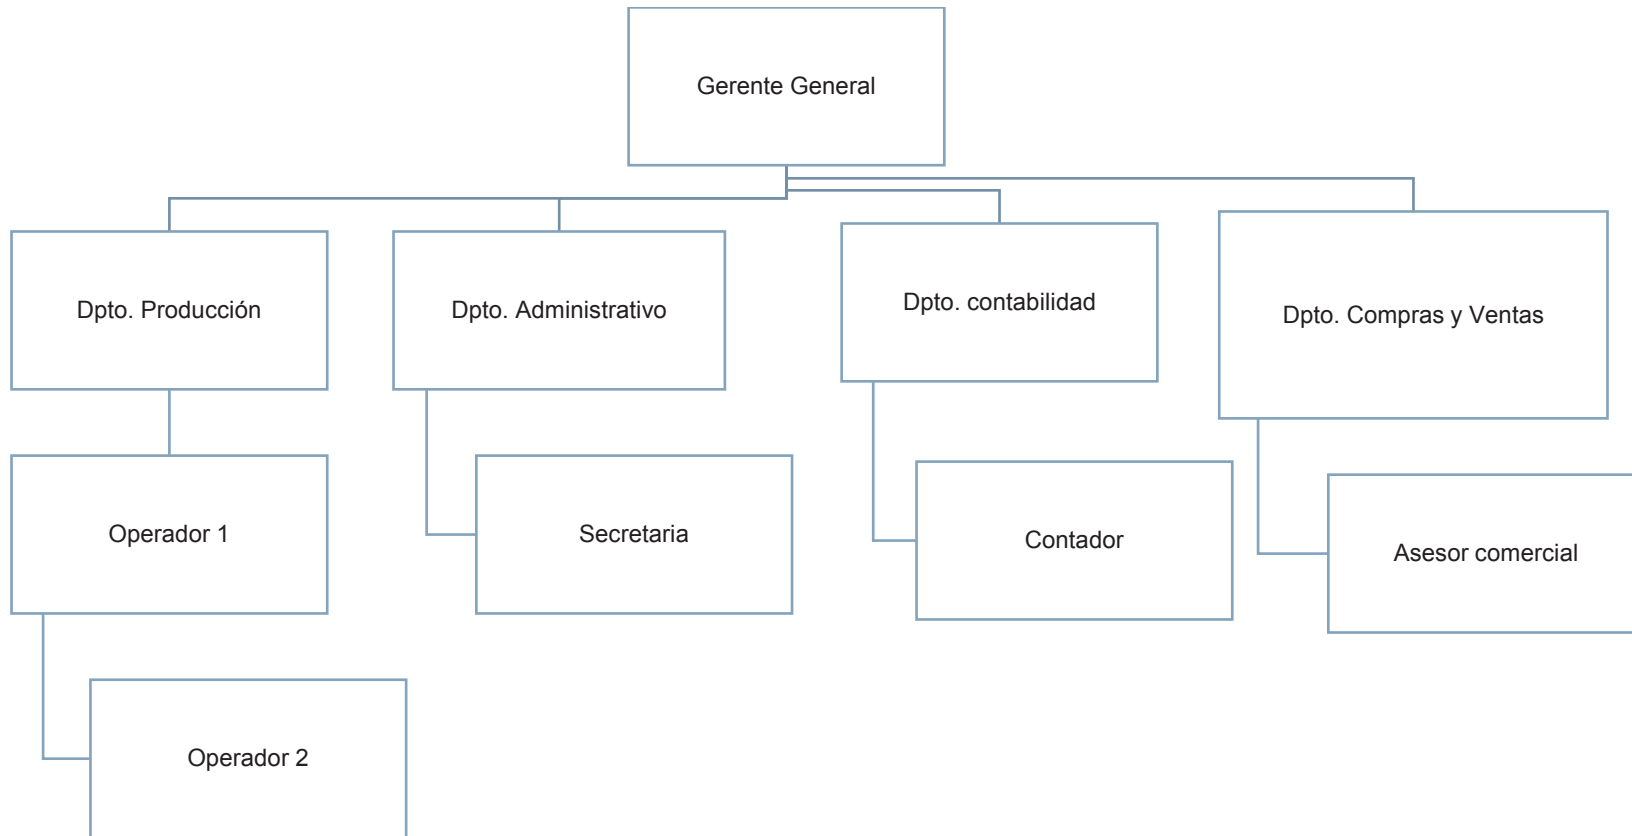 Gerente General
Dpto. Producción
Dpto. Administrativo
Dpto. contabilidad
Dpto. Compras y Ventas
Operador 1
Secretaria
Contador
Asesor comercial
Operador 2